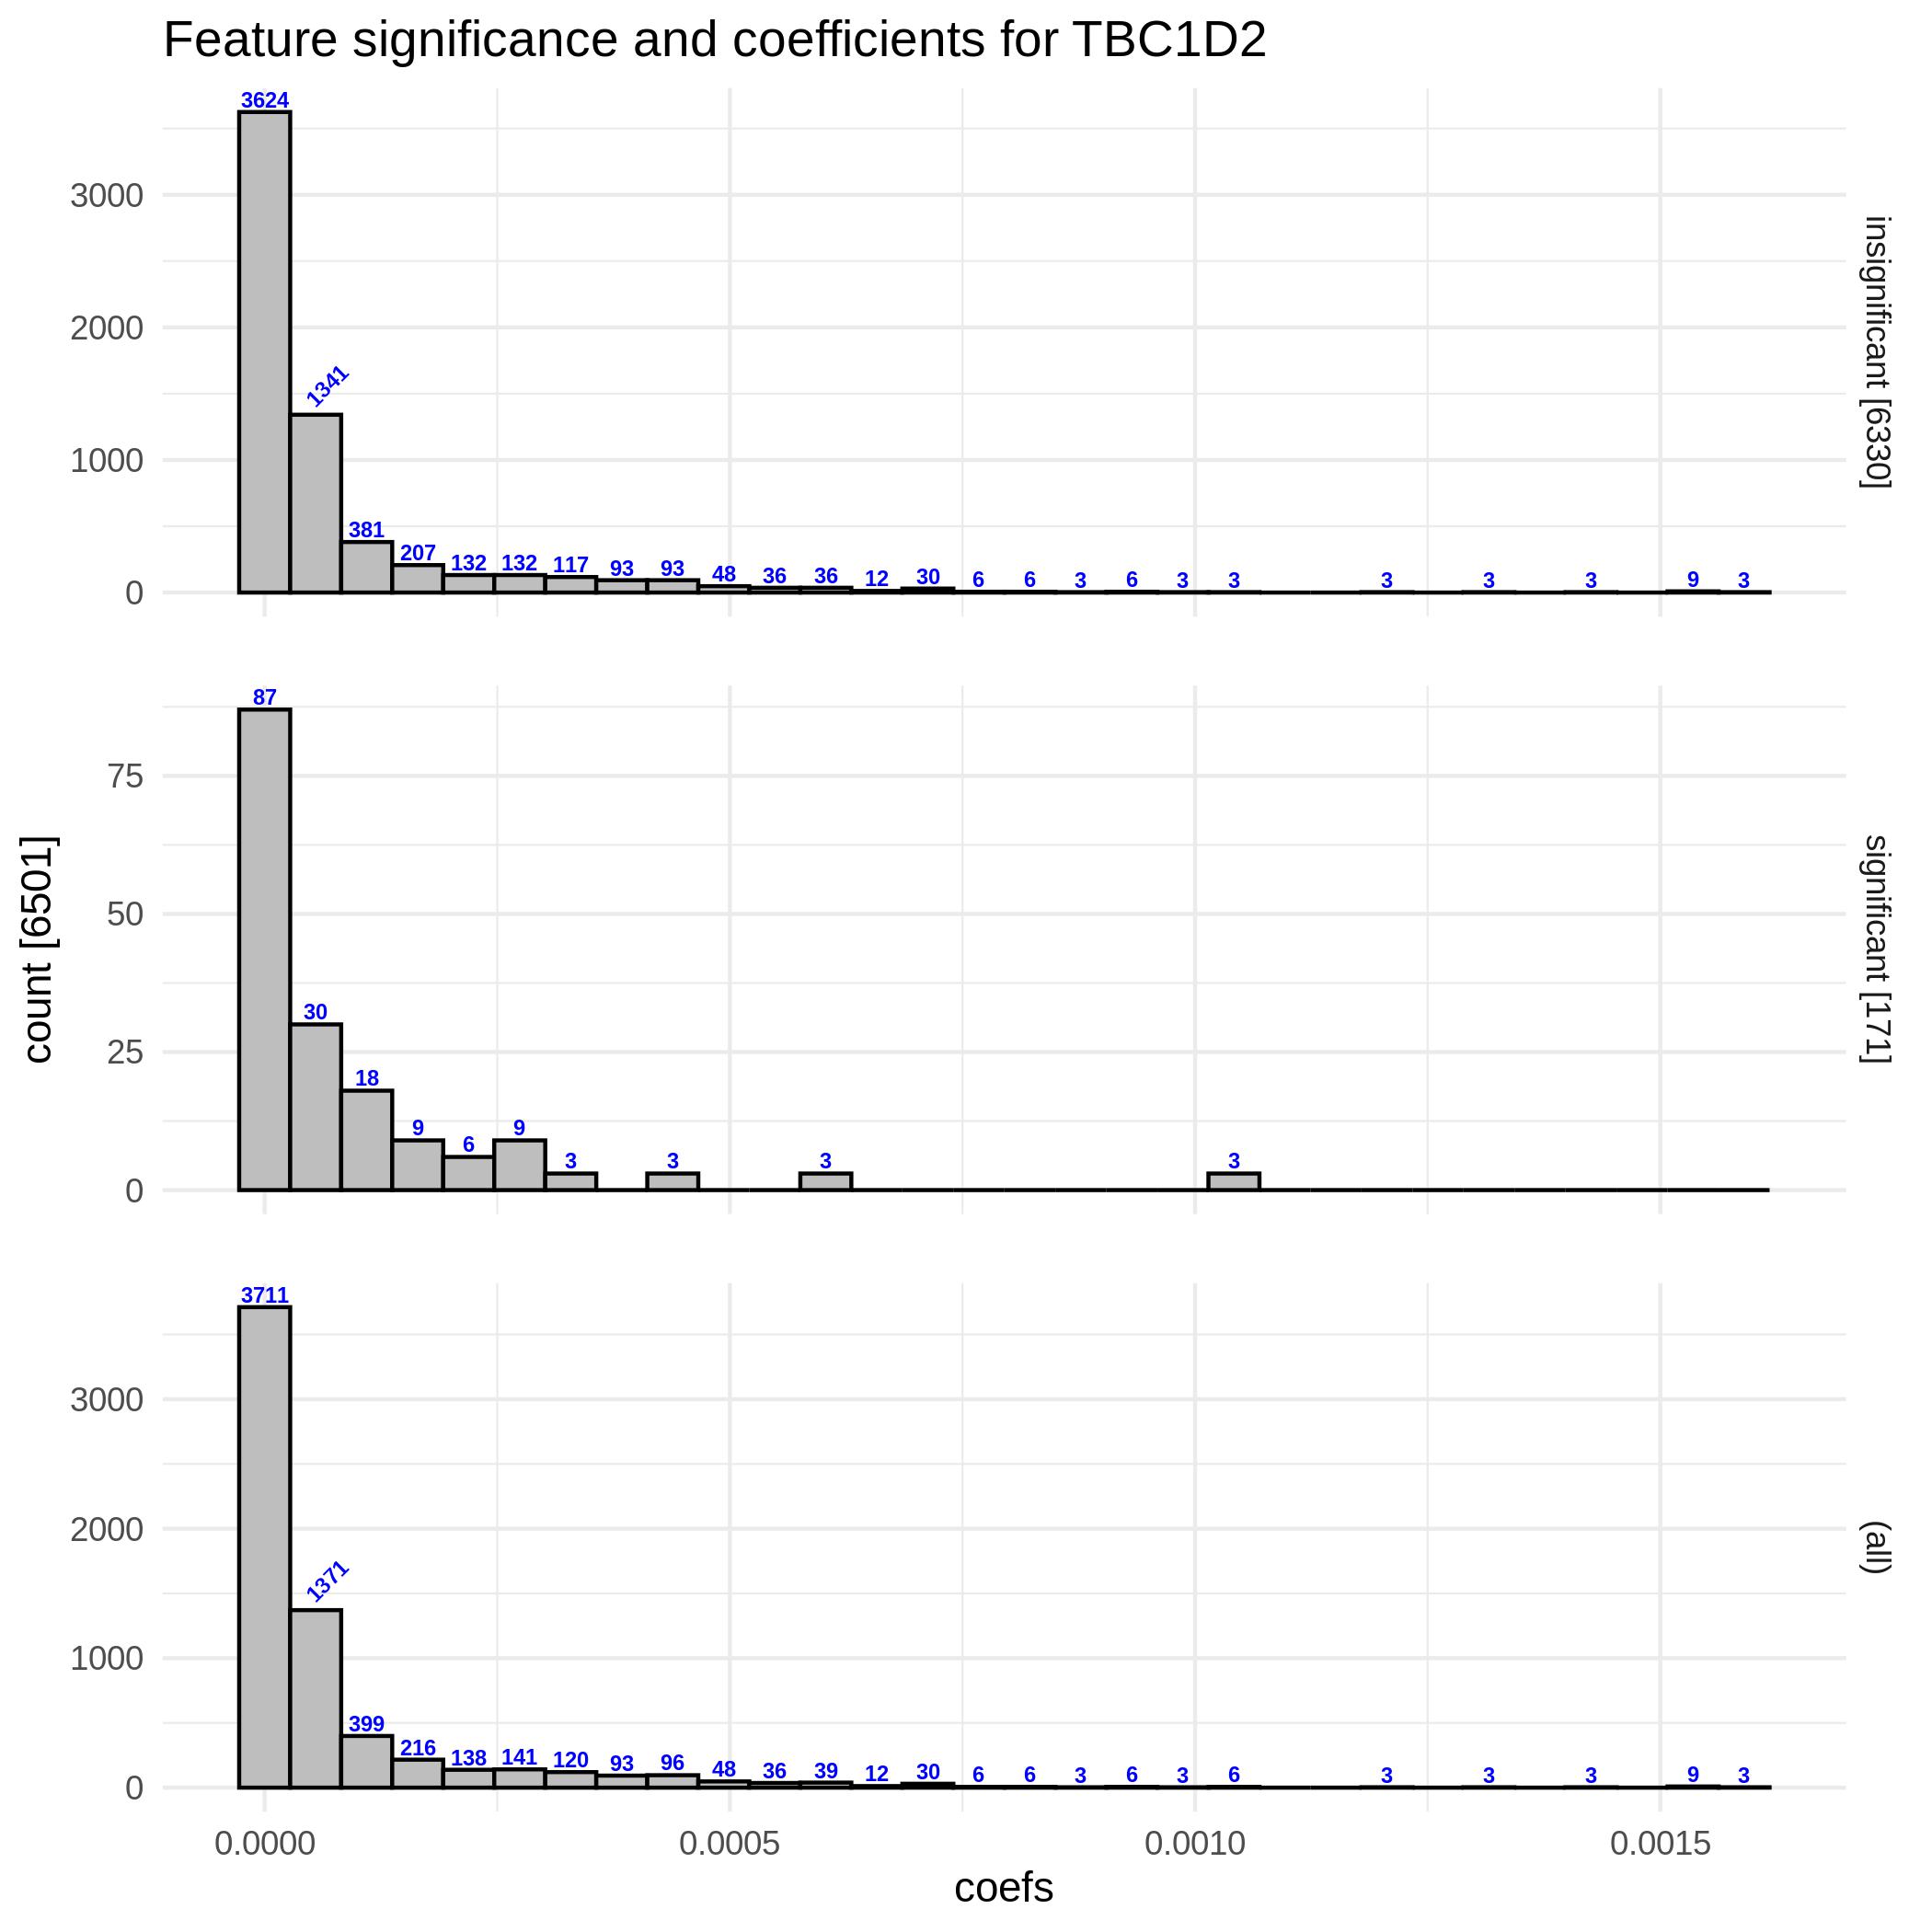 Feature significance and coefficients for TBC1D2
3624
3000
2000
1341
1000
381
207 132 132 117 93 93 48 36 36 12 30 6 6 3 6 3 3 3 3 3 9 3
0
insignificant [6330]
87
75
50
30
25
18
9 6 9 3 3 3 3
0
significant [171]
count [6501]
3711
3000
2000
1371
1000
399
216 138 141 120 93 96 48 36 39 12 30 6 6 3 6 3 6 3 3 3 9 3
0
(all)
0.0000 0.0005 0.0010 0.0015
coefs